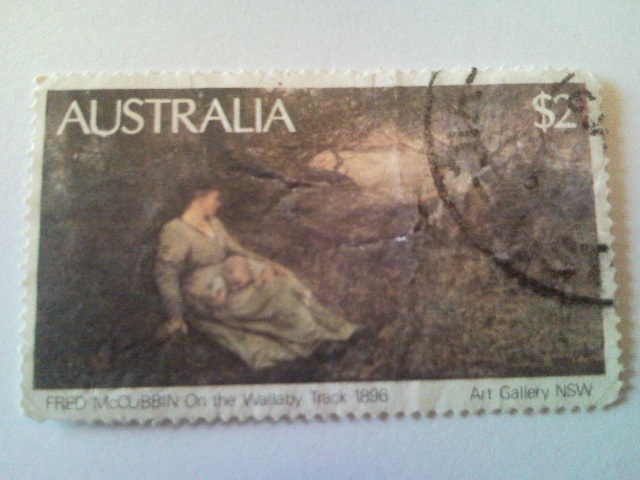 AUSTRALIA $2
FRED McCUBBIN On the Wallaby Track 1896 Art Gallery NSW